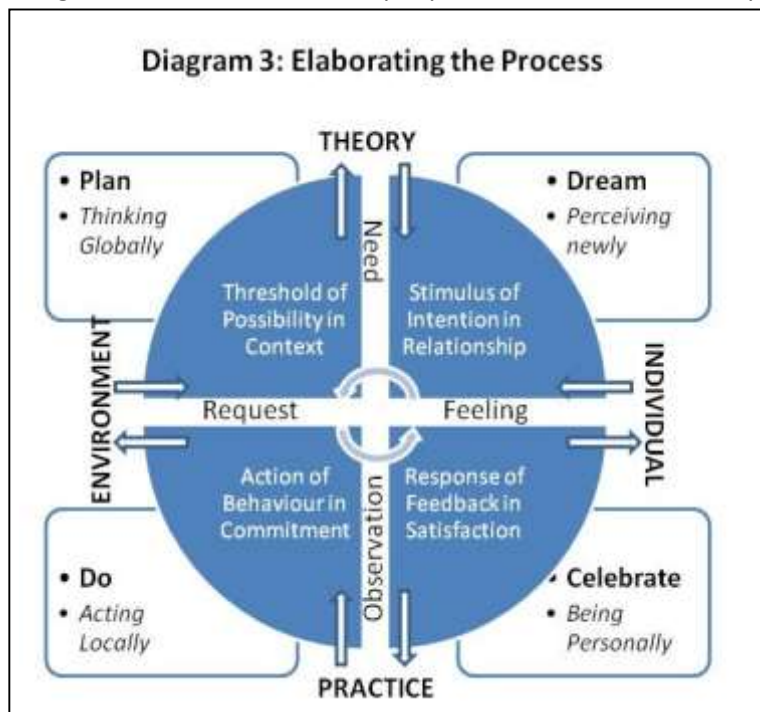 Diagram 3: Elaborating the Process
THEORY
• Plan
• Thinking
Globally
• Dream
• Perceiving
newly
Need
Threshold of
Possibility in
Context
Stimulus of
Intention in
Relationship
ENVIRONMENT
INDIVIDUAL
Request
Feeling
Action of
Behaviour in
Commitment
Response of
Feedback in
Satisfaction
Observation
• Do
• Acting
Locally
• Celebrate
• Being
Personally
PRACTICE